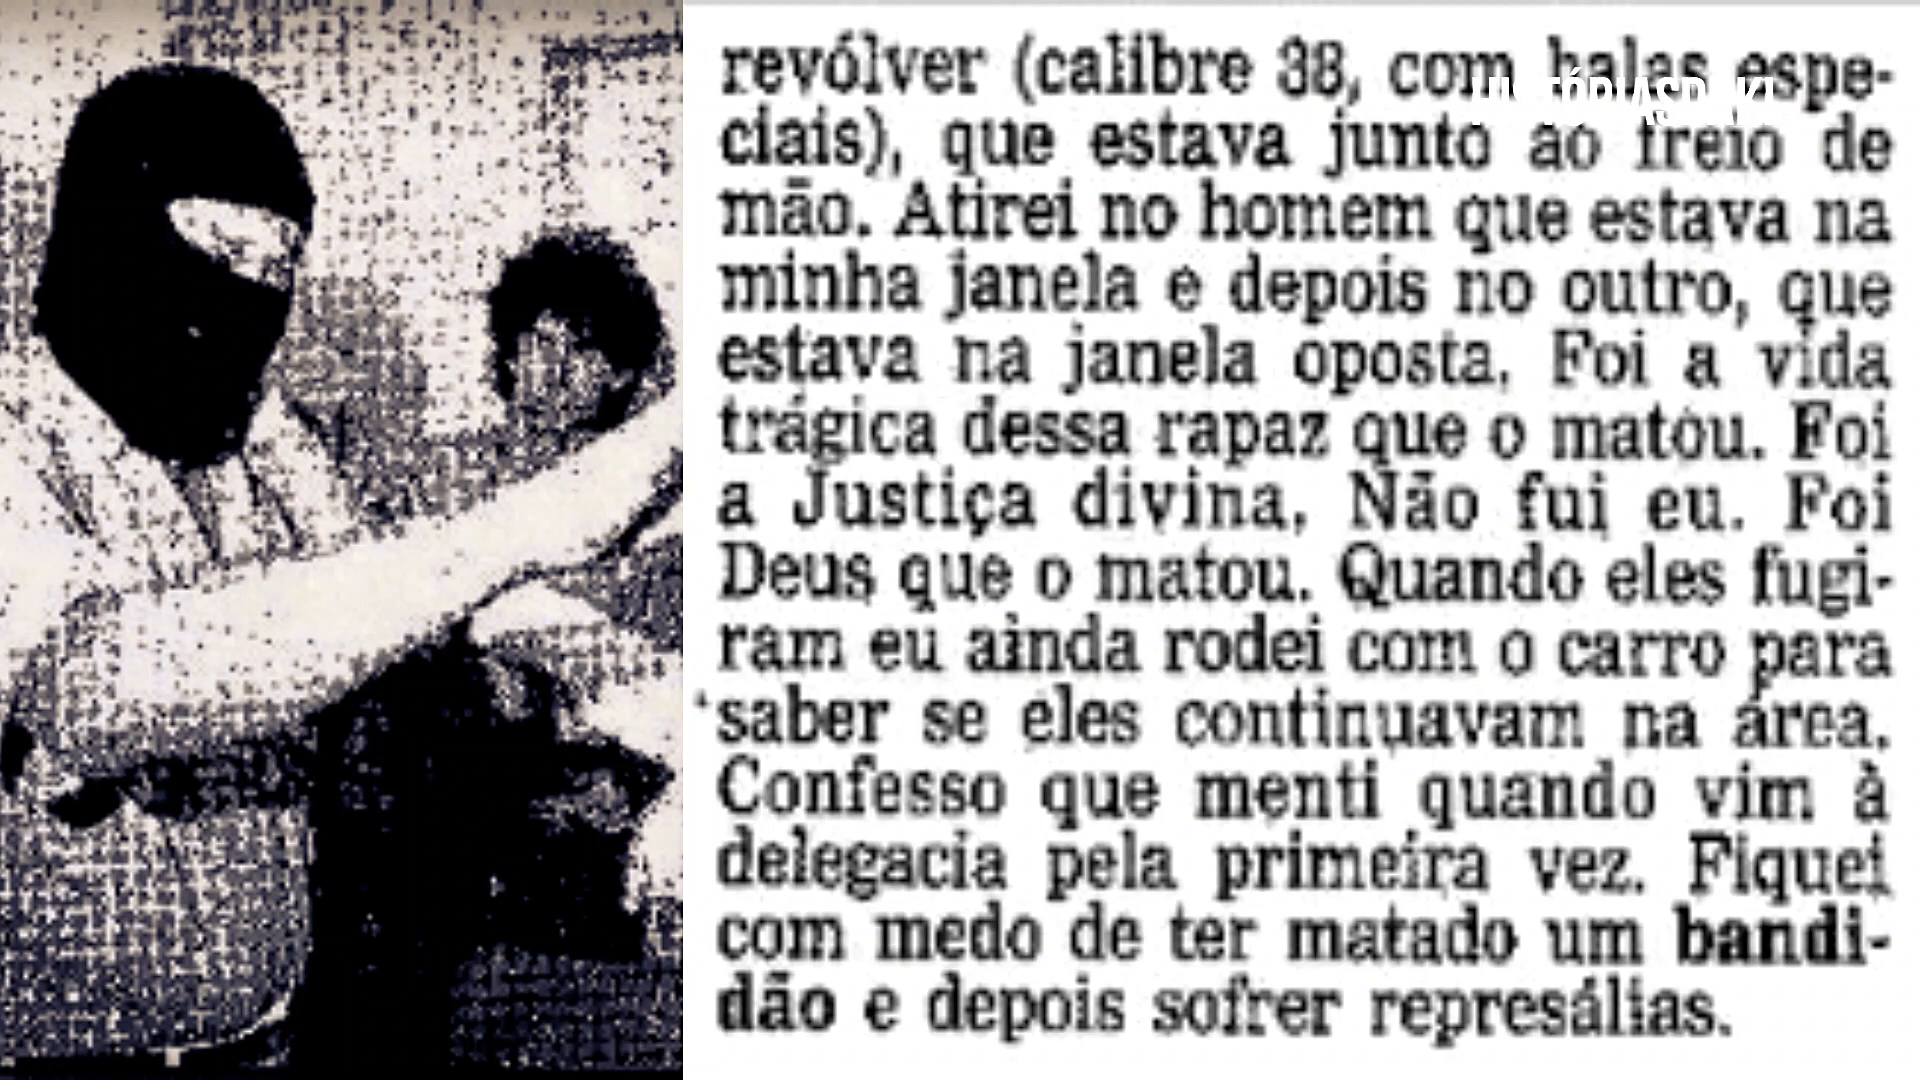 revólver (calibre 38, com balas espe-
HISTÓRIASDAKI
ciais), que estava junto ao freio de
mão. Atirei no homem que estava na
minha janela e depois no outro, que
estava na janela oposta. Foi a vida
trágica dessa rapaz que o matou. Foi
a Justiça divina. Não fui eu. Foi
Deus que o matou. Quando eles fugi-
ram eu ainda rodei com o carro para
saber se eles continuavam na área.
Confesso que menti quando vim à
delegacia pela primeira vez. Fiquei
com medo de ter matado um bandi-
dão e depois sofrer represálias.